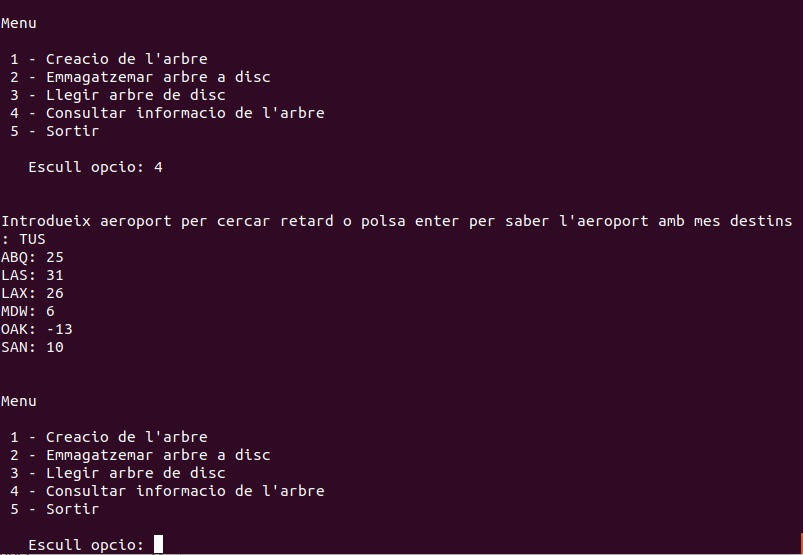 Menu
1 - Creacio de l'arbre
2 - Emmagatzemar arbre a disc
3 - Llegir arbre de disc
4 - Consultar informacio de l'arbre
5 - Sortir
Escull opcio: 4
Introdueix aeroport per cercar retard o polsa enter per saber l'aeroport amb mes destins
: TUS
ABQ: 25
LAS: 31
LAX: 26
MDW: 6
OAK: -13
SAN: 10
Menu
1 - Creacio de l'arbre
2 - Emmagatzemar arbre a disc
3 - Llegir arbre de disc
4 - Consultar informacio de l'arbre
5 - Sortir
Escull opcio: